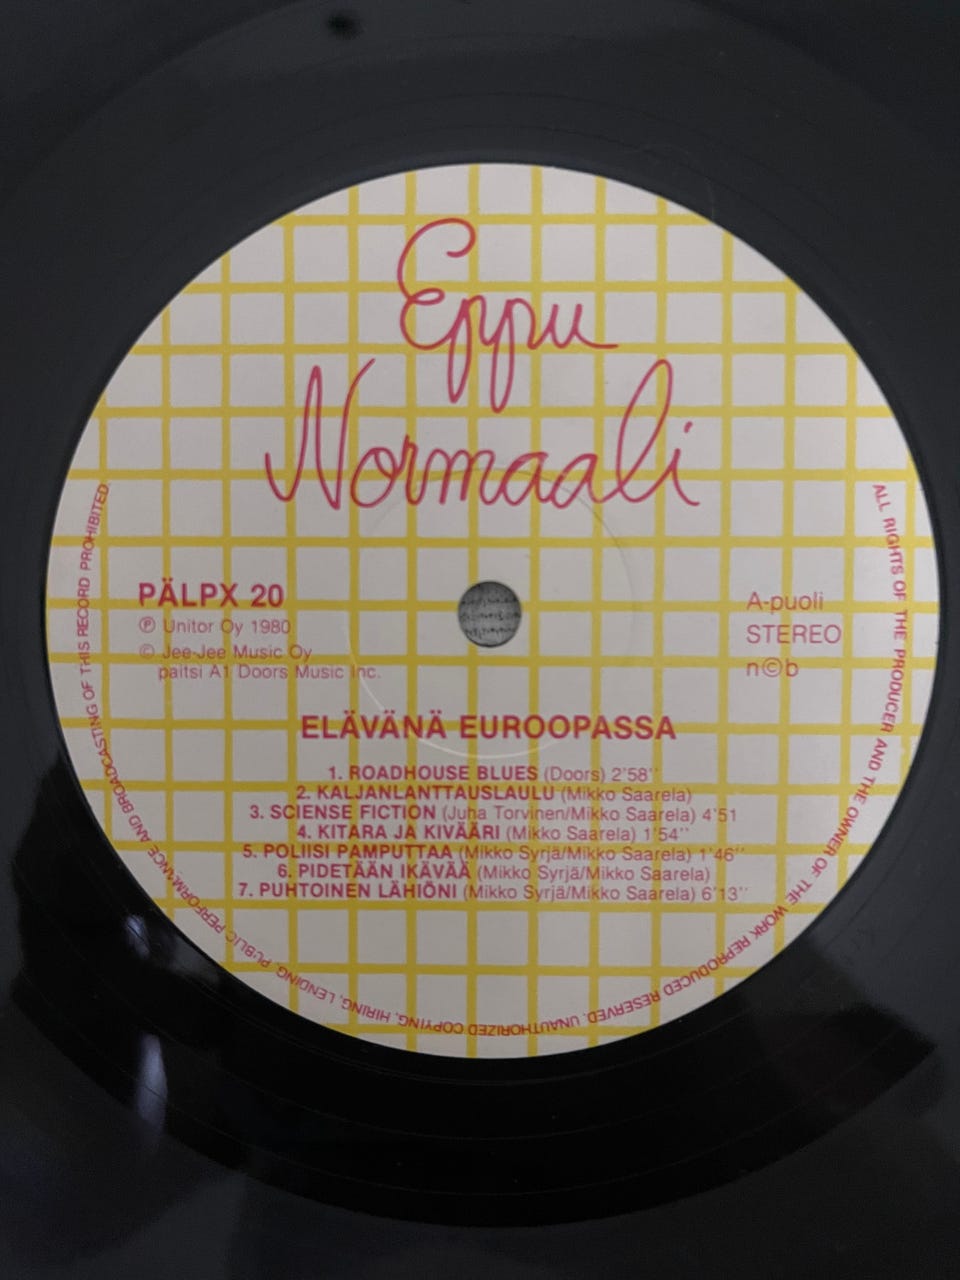 Eppu
Normaali
PÄLPX 20
℗ Unitor Oy 1980
© Jee-Jee Music Oy
paitsi A1 Doors Music Inc.
A-puoli
STEREO
n©b
ELÄVÄNÄ EUROOPASSA
1. ROADHOUSE BLUES (Doors) 2'58''
2. KALJANLANTTAUSLAULU (Mikko Saarela)
3. SCIENSE FICTION (Juha Torvinen/Mikko Saarela) 4'51
4. KITARA JA KIVÄÄRI (Mikko Saarela) 1'54''
5. POLIISI PAMPUTTAA (Mikko Syrjä/Mikko Saarela) 1'46''
6. PIDETÄÄN IKÄVÄÄ (Mikko Syrjä/Mikko Saarela)
7. PUHTOINEN LÄHIÖNI (Mikko Syrjä/Mikko Saarela) 6'13''
ALL RIGHTS OF THE PRODUCER AND THE OWNER OF THE WORK REPRODUCED RESERVED. UNAUTHORIZED COPYING, HIRING, LENDING, PUBLIC PERFORMANCE AND BROADCASTING OF THIS RECORD PROHIBITED.